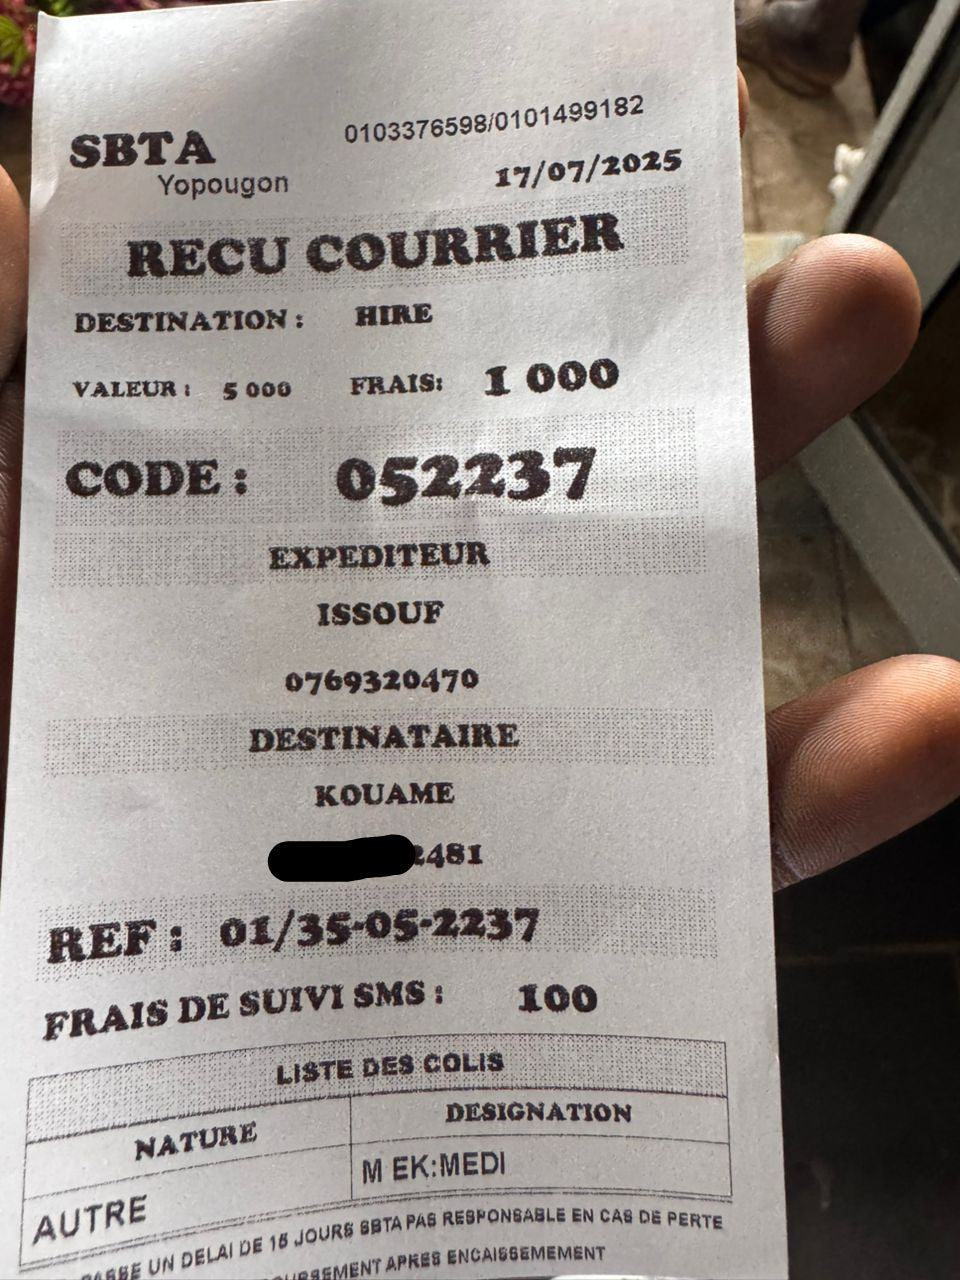 SBTA 0103376598/0101499182
Yopougon 17/07/2025
RECU COURRIER
DESTINATION : HIRE
VALEUR : 5 000 FRAIS: 1 000
CODE : 052237
EXPEDITEUR
ISSOUF
0769320470
DESTINATAIRE
KOUAME
2481
REF : 01/35-05-2237
FRAIS DE SUIVI SMS : 100
LISTE DES COLIS
NATURE DESIGNATION
AUTRE M EK:MEDI
PASSE UN DELAI DE 15 JOURS SBTA PAS RESPONSABLE EN CAS DE PERTE
APRES ENCAISSEMEMENT